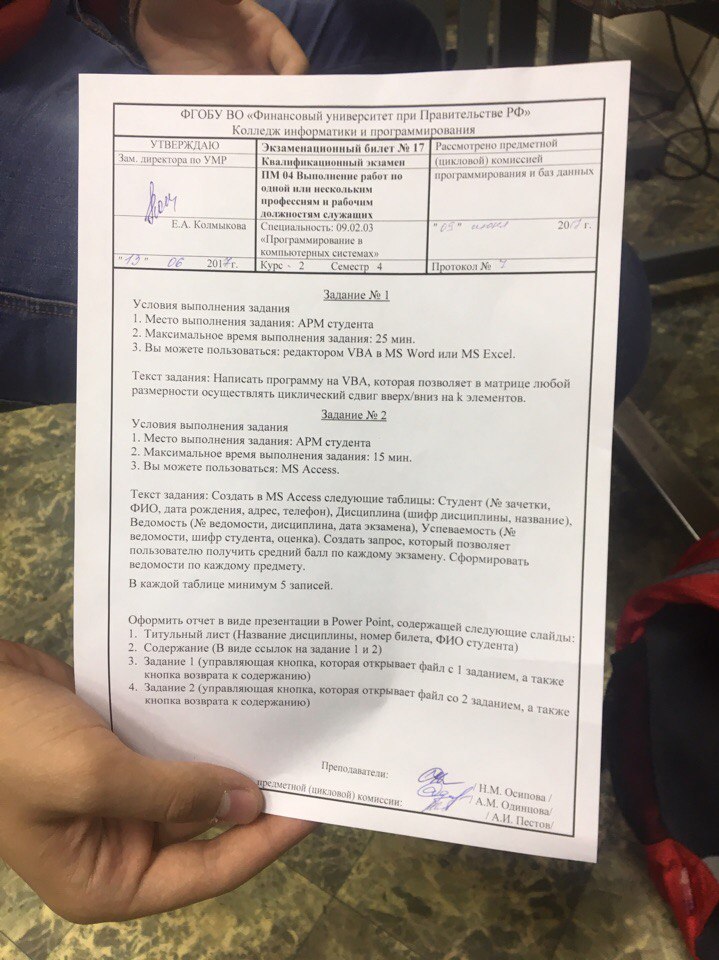 ФГОБУ ВО «Финансовый университет при Правительстве РФ»
Колледж информатики и программирования
УТВЕРЖДАЮ
Зам. директора по УМР
Е.А. Колмыкова
"13" 06 2017г.
Экзаменационный билет № 17
Квалификационный экзамен
ПМ 04 Выполнение работ по
одной или нескольким
профессиям и рабочим
должностям служащих
Специальность: 09.02.03
«Программирование в
компьютерных системах»
Курс - 2 Семестр 4
Рассмотрено предметной
(цикловой) комиссией
программирования и баз данных
"09" июня 2017 г.
Протокол №
Задание № 1
Условия выполнения задания
1. Место выполнения задания: АРМ студента
2. Максимальное время выполнения задания: 25 мин.
3. Вы можете пользоваться: редактором VBA в MS Word или MS Excel.
Текст задания: Написать программу на VBA, которая позволяет в матрице любой
размерности осуществлять циклический сдвиг вверх/вниз на k элементов.
Задание № 2
Условия выполнения задания
1. Место выполнения задания: АРМ студента
2. Максимальное время выполнения задания: 15 мин.
3. Вы можете пользоваться: MS Access.
Текст задания: Создать в MS Access следующие таблицы: Студент (№ зачетки,
ФИО, дата рождения, адрес, телефон), Дисциплина (шифр дисциплины, название),
Ведомость (№ ведомости, дисциплина, дата экзамена), Успеваемость (№
ведомости, шифр студента, оценка). Создать запрос, который позволяет
пользователю получить средний балл по каждому экзамену. Сформировать
ведомости по каждому предмету.
В каждой таблице минимум 5 записей.
Оформить отчет в виде презентации в Power Point, содержащей следующие слайды:
1. Титульный лист (Название дисциплины, номер билета, ФИО студента)
2. Содержание (В виде ссылок на задание 1 и 2)
3. Задание 1 (управляющая кнопка, которая открывает файл с 1 заданием, а также
кнопка возврата к содержанию)
4. Задание 2 (управляющая кнопка, которая открывает файл со 2 заданием, а также
кнопка возврата к содержанию)
Преподаватели:
/ Н.М. Осипова /
/ А.М. Одинцова/
предметной (цикловой) комиссии:
/ А.И. Пестов/